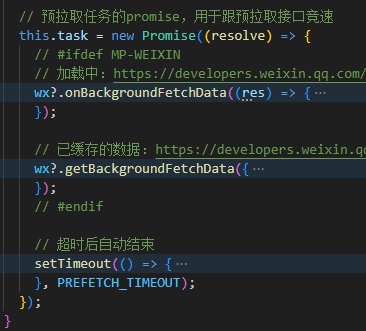 // 预拉取任务的promise，用于跟预拉取接口竞速
this.task = new Promise((resolve) => {
// #ifdef MP-WEIXIN
// 加载中：https://developers.weixin.qq.com/
wx?.onBackgroundFetchData((res) => {…
});
// 已缓存的数据：https://developers.weixin.qq
wx?.getBackgroundFetchData({…
});
// #endif
// 超时后自动结束
setTimeout(() => {…
}, PREFETCH_TIMEOUT);
});
}